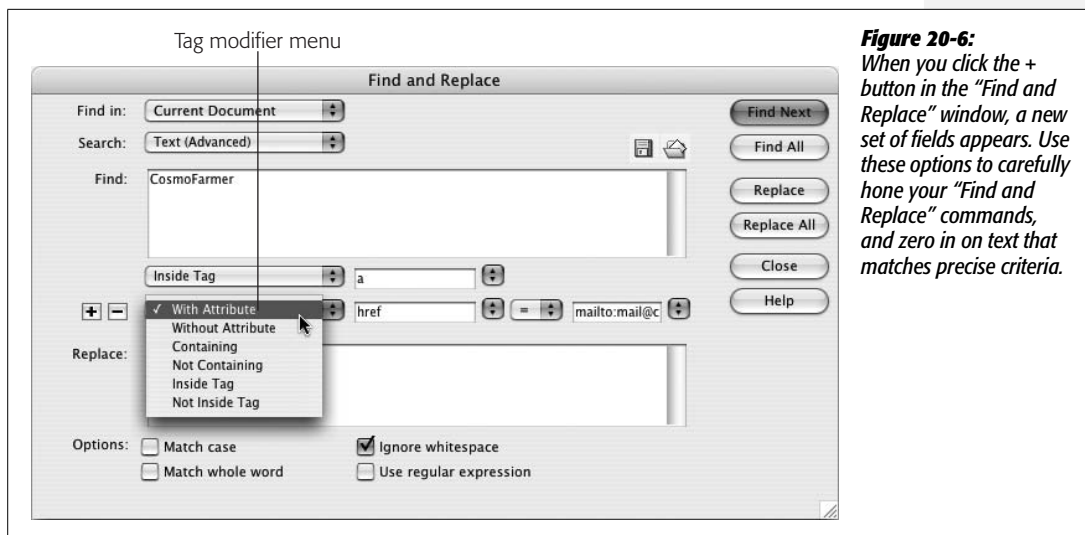 Tag modifier menu
Find and Replace
Find in: Current Document
Search: Text (Advanced)
Find: CosmoFarmer
Inside Tag a
With Attribute href = mailto:mail@c
Without Attribute
Containing
Not Containing
Inside Tag
Not Inside Tag
Replace:
Options: Match case Ignore whitespace
Match whole word Use regular expression
Find Next
Find All
Replace
Replace All
Close
Help
Figure 20-6:
When you click the +
button in the “Find and
Replace” window, a new
set of fields appears. Use
these options to carefully
hone your “Find and
Replace” commands,
and zero in on text that
matches precise criteria.